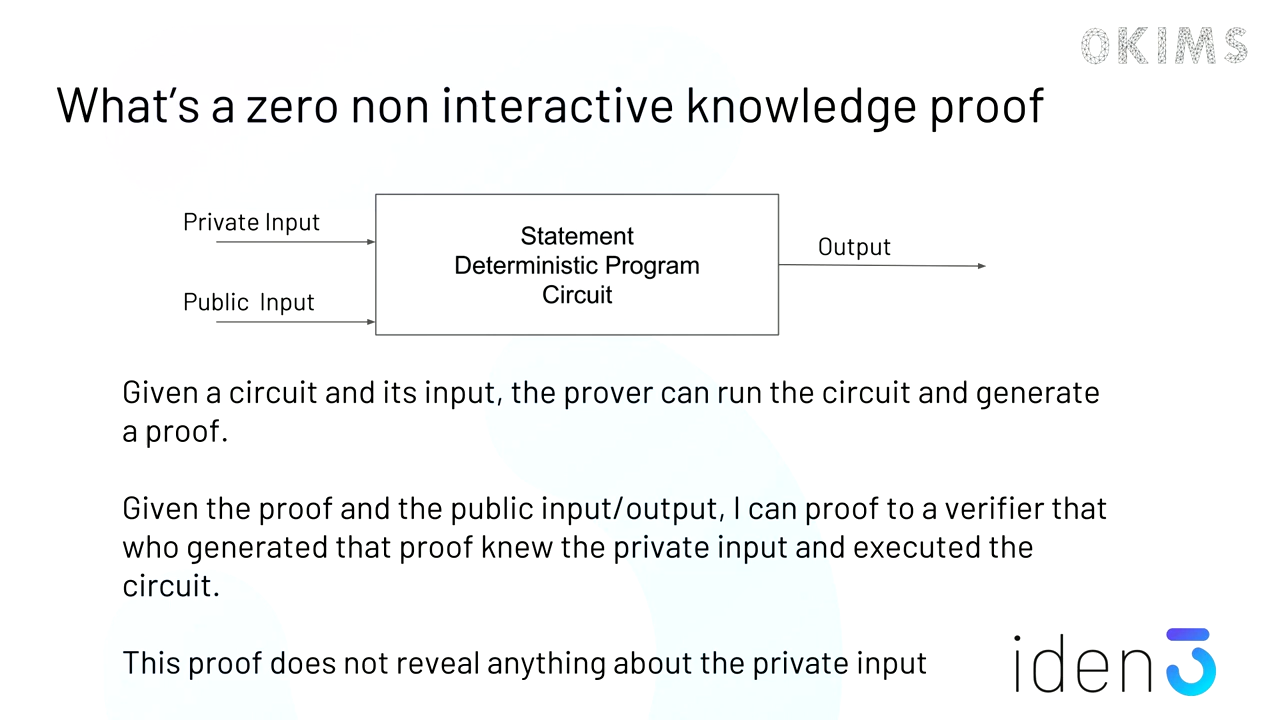 OKIMS
What's a zero non interactive knowledge proof
Private Input
Public Input
Statement
Deterministic Program
Circuit
Output
Given a circuit and its input, the prover can run the circuit and generate
a proof.
Given the proof and the public input/output, I can proof to a verifier that
who generated that proof knew the private input and executed the
circuit.
This proof does not reveal anything about the private input
iden3